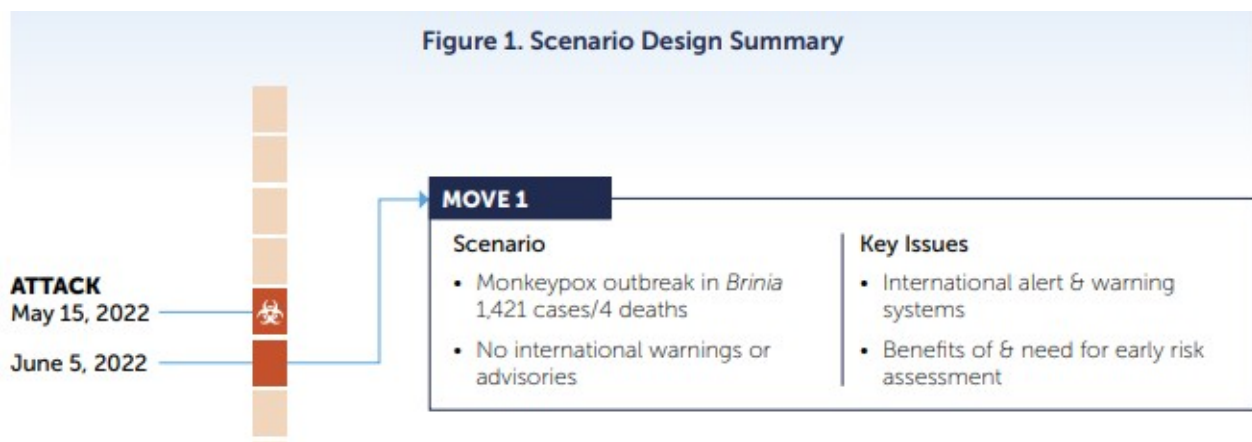 Figure 1. Scenario Design Summary
ATTACK
May 15, 2022
June 5, 2022
MOVE 1
Scenario
• Monkeypox outbreak in Brinia
1,421 cases/4 deaths
• No international warnings or
advisories
Key Issues
• International alert & warning
systems
• Benefits of & need for early risk
assessment